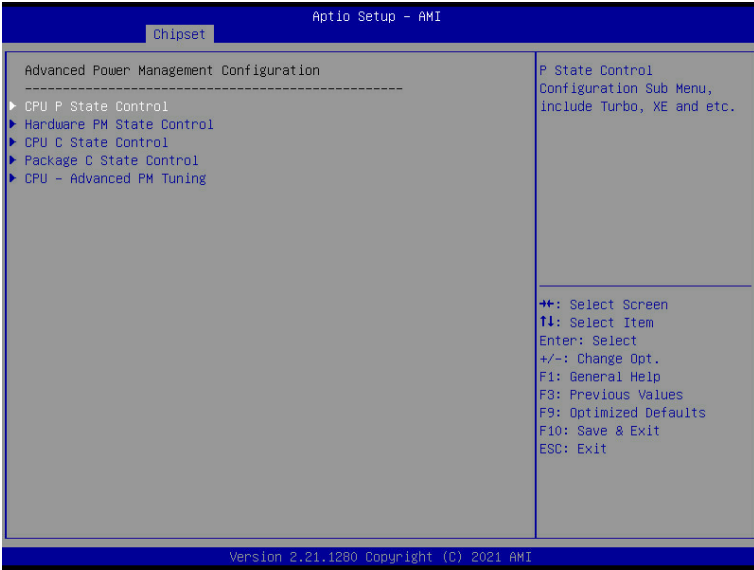 Aptio Setup – AMI
Chipset
Advanced Power Management Configuration
--------------------------------------------------
▶ CPU P State Control
▶ Hardware PM State Control
▶ CPU C State Control
▶ Package C State Control
▶ CPU – Advanced PM Tuning
P State Control
Configuration Sub Menu,
include Turbo, XE and etc.
→←: Select Screen
↑↓: Select Item
Enter: Select
+/-: Change Opt.
F1: General Help
F3: Previous Values
F9: Optimized Defaults
F10: Save & Exit
ESC: Exit
Version 2.21.1280 Copyright (C) 2021 AMI